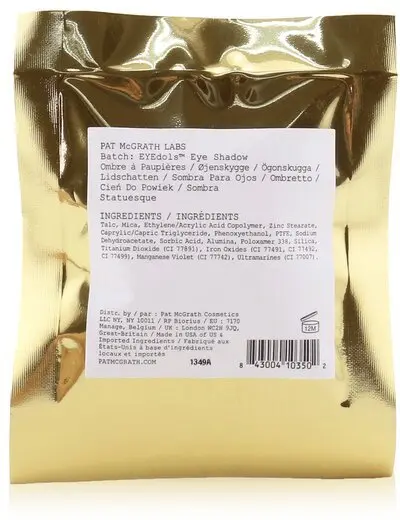 PAT McGRATH LABS
Batch: EYEdols™ Eye Shadow
Ombre à Paupières / Øjenskygge / Ögonskugga /
Lidschatten / Sombra Para Ojos / Ombretto /
Cień Do Powiek / Sombra
Statuesque
INGREDIENTS / INGRÉDIENTS
Talc, Mica, Ethylene/Acrylic Acid Copolymer, Zinc Stearate,
Caprylic/Capric Triglyceride, Phenoxyethanol, PTFE, Sodium
Dehydroacetate, Sorbic Acid, Alumina, Poloxamer 338, Silica,
Titanium Dioxide (CI 77891), Iron Oxides (CI 77491, CI 77492,
CI 77499), Manganese Violet (CI 77742), Ultramarines (CI 77007).
Distr. by / par : Pat McGrath Cosmetics
LLC NY, NY 10011 / RP Biorius / EU : 7170
Manage, Belgium / UK : London WC2H 9JQ,
Great-Britain / Made in USA of US &
Imported Ingredients / Fabriqué aux
États-Unis à base d'ingrédients
locaux et importés
PATMCGRATH.COM 1349A
12M
8 43004 10350 2